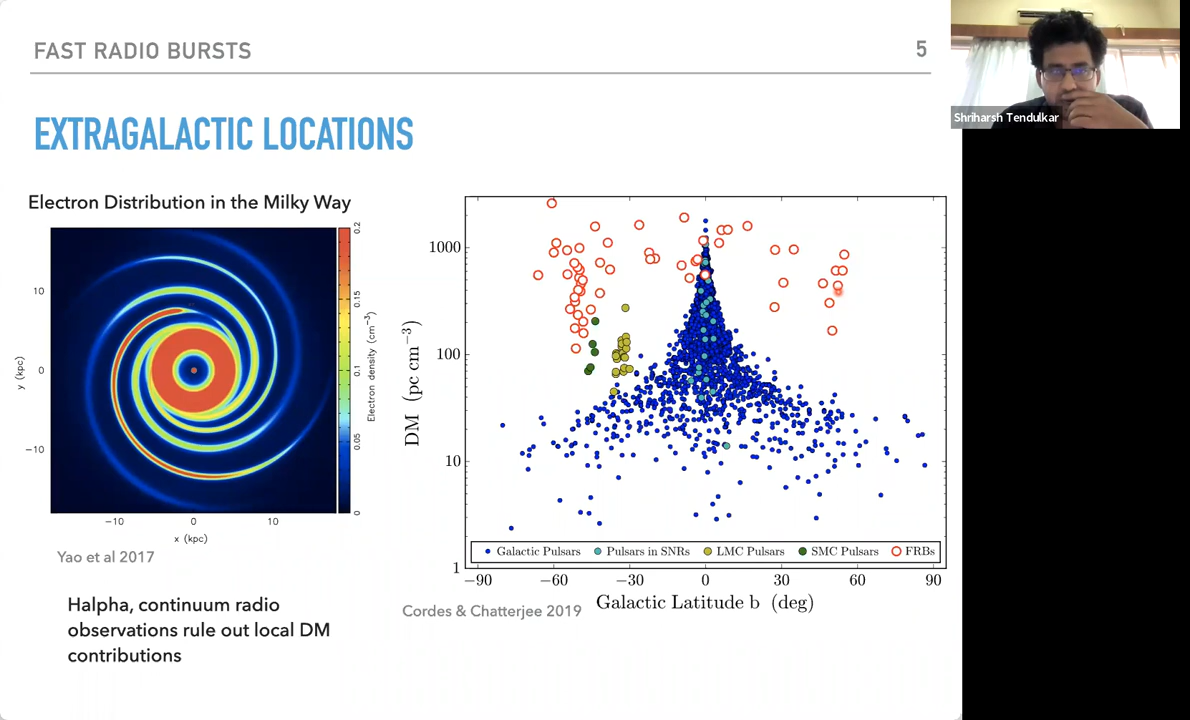 FAST RADIO BURSTS
5
EXTRAGALACTIC LOCATIONS
Shriharsh Tendulkar
Electron Distribution in the Milky Way
10
0
−10
y (kpc)
−10
0
10
x (kpc)
0.2
0.15
0.1
0.05
0
Electron density (cm−3)
Yao et al 2017
Halpha, continuum radio
observations rule out local DM
contributions
1000
100
10
1
DM (pc cm−3)
Galactic Pulsars
Pulsars in SNRs
LMC Pulsars
SMC Pulsars
FRBs
−90
−60
−30
0
30
60
90
Galactic Latitude b (deg)
Cordes & Chatterjee 2019